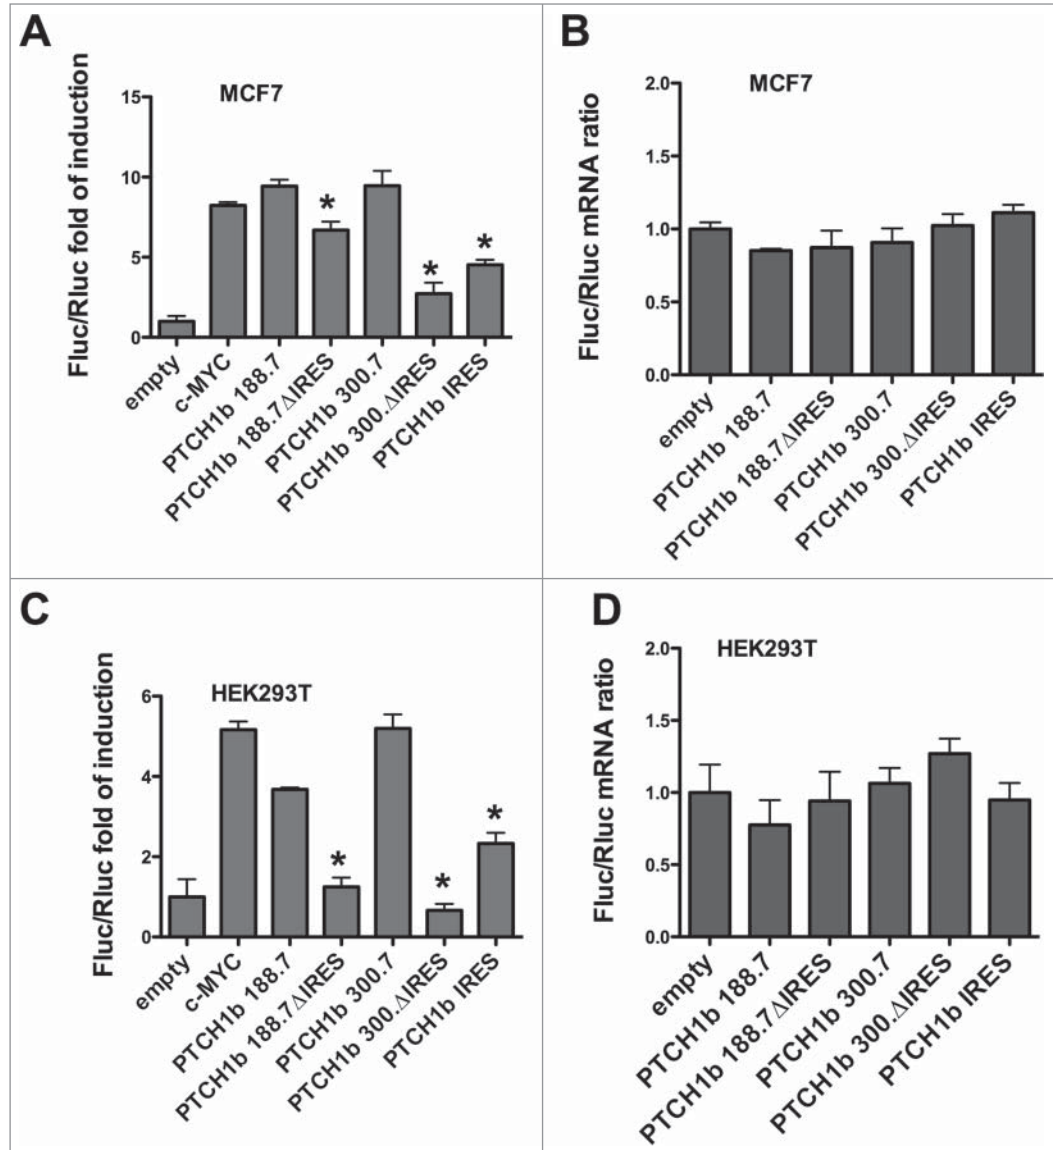 A
MCF7
Fluc/Rluc fold of induction
15
10
5
0
*
*
*
empty
c-MYC
PTCH1b 188.7
PTCH1b 188.7ΔIRES
PTCH1b 300.7
PTCH1b 300.ΔIRES
PTCH1b IRES
B
MCF7
Fluc/Rluc mRNA ratio
2.0
1.5
1.0
0.5
0.0
empty
PTCH1b 188.7
PTCH1b 188.7ΔIRES
PTCH1b 300.7
PTCH1b 300.ΔIRES
PTCH1b IRES
C
HEK293T
Fluc/Rluc fold of induction
6
4
2
0
*
*
*
empty
c-MYC
PTCH1b 188.7
PTCH1b 188.7ΔIRES
PTCH1b 300.7
PTCH1b 300.ΔIRES
PTCH1b IRES
D
HEK293T
Fluc/Rluc mRNA ratio
2.0
1.5
1.0
0.5
0.0
empty
PTCH1b 188.7
PTCH1b 188.7ΔIRES
PTCH1b 300.7
PTCH1b 300.ΔIRES
PTCH1b IRES